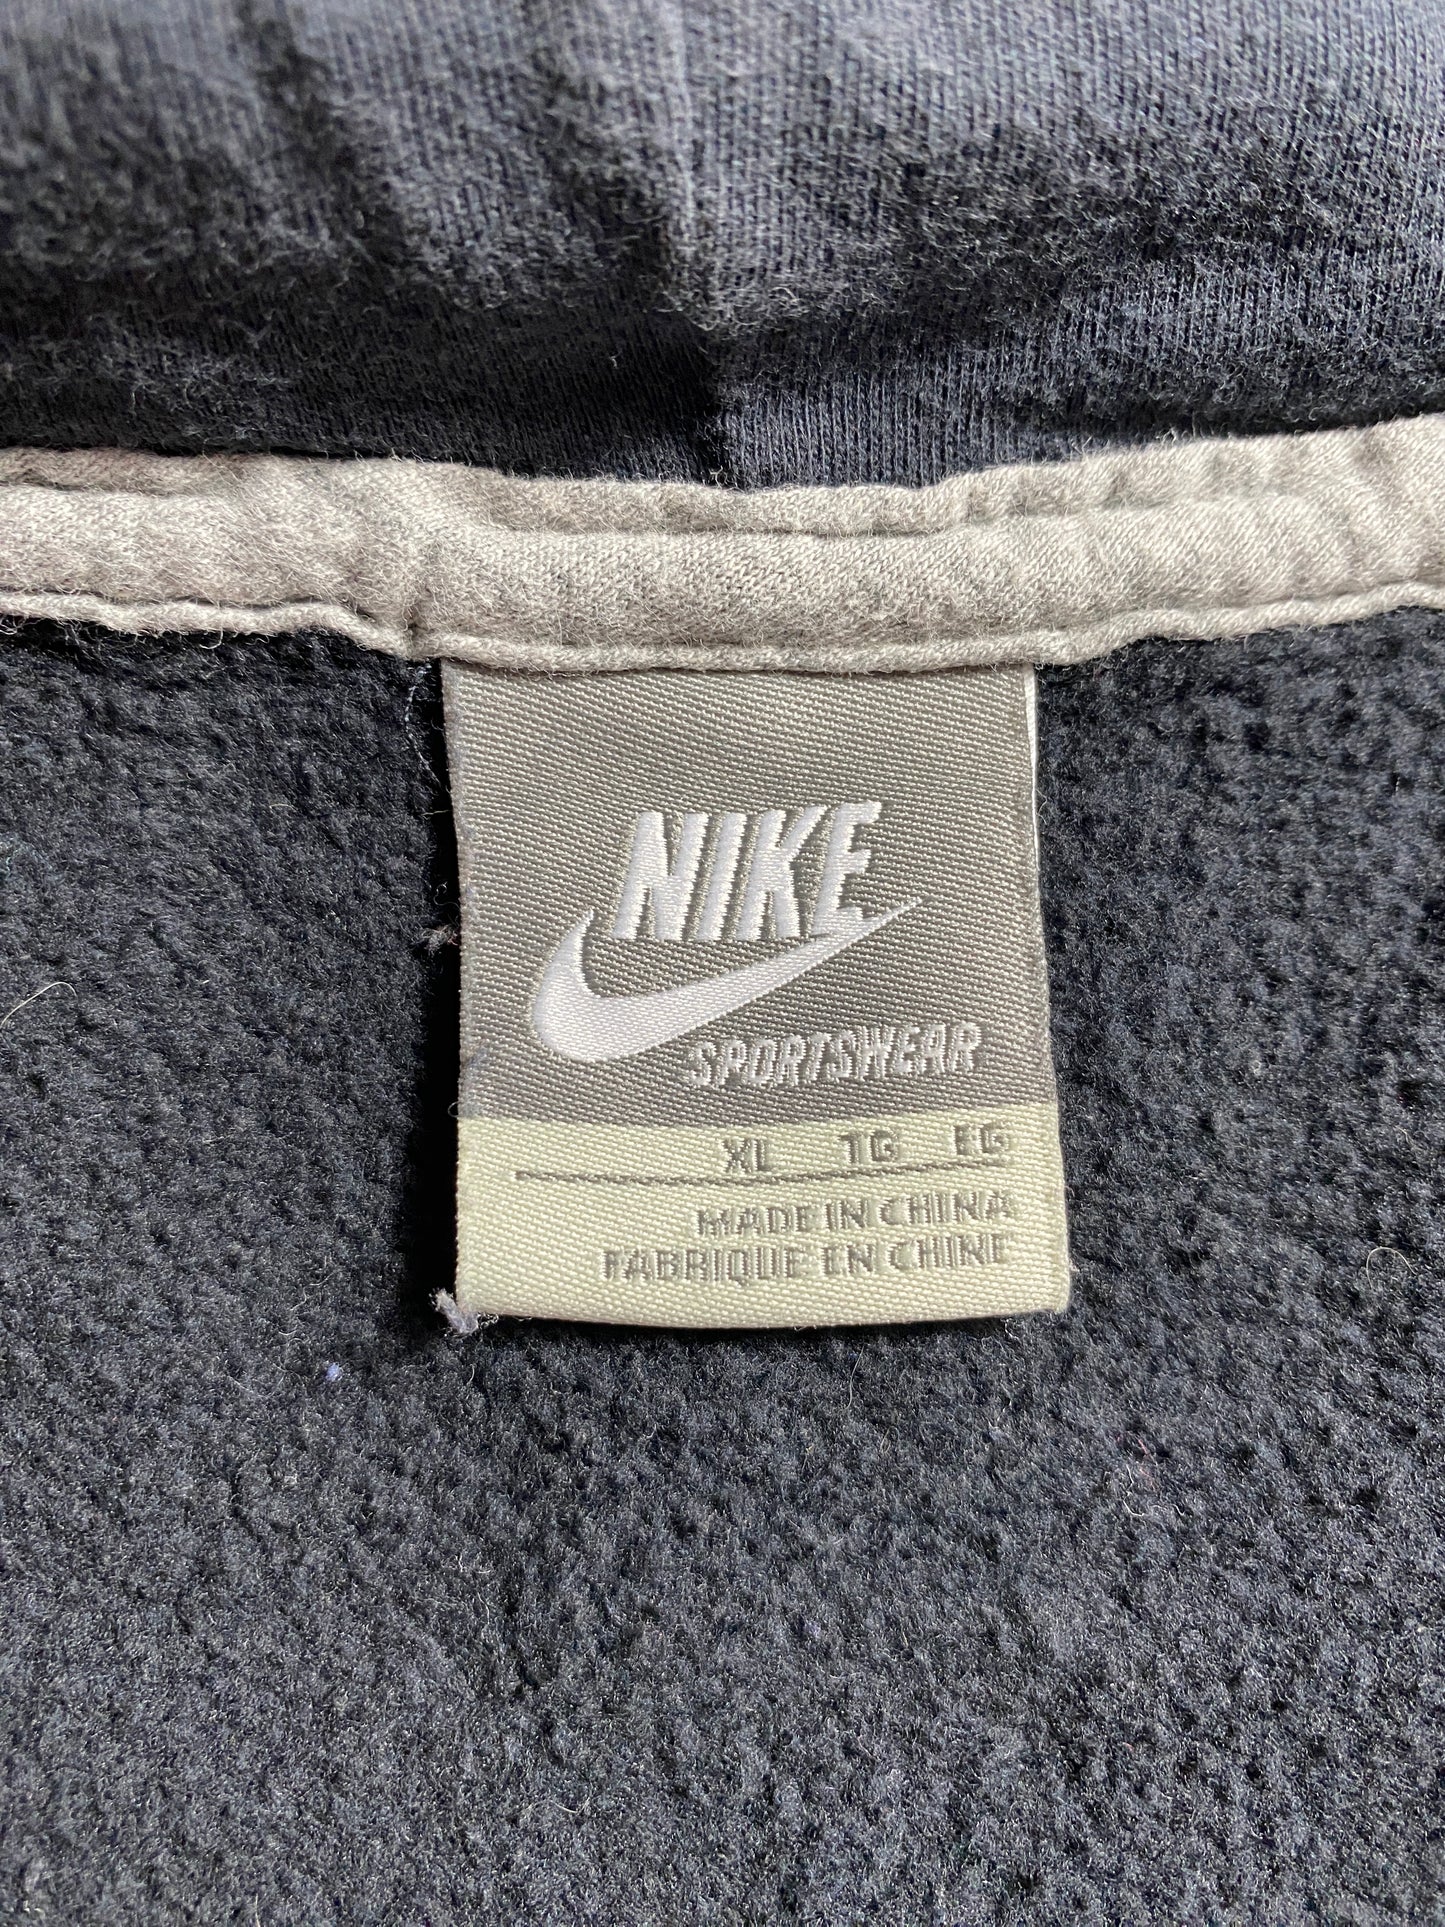 NIKE
SPORTSWEAR
XL TG EG
MADE IN CHINA
FABRIQUE EN CHINE